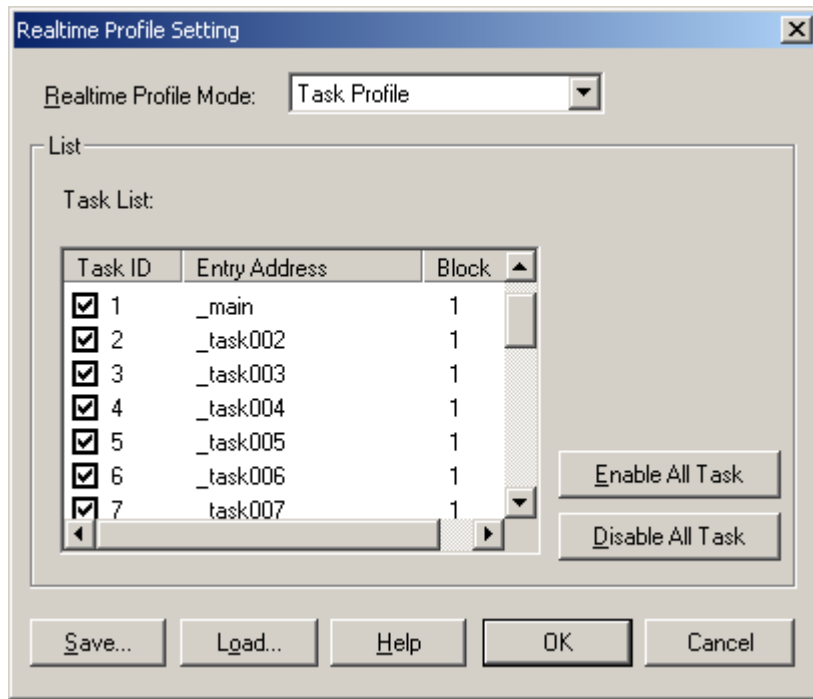 Realtime Profile Setting
Realtime Profile Mode: Task Profile
List
Task List:
Task ID Entry Address Block
1 _main 1
2 _task002 1
3 _task003 1
4 _task004 1
5 _task005 1
6 _task006 1
7 _task007 1
Enable All Task
Disable All Task
Save... Load... Help OK Cancel